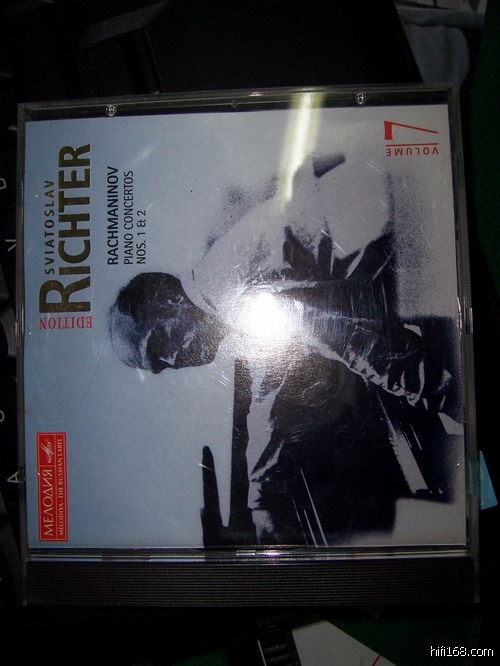 МЕЛОДИЯ
MELODIYA · THE RUSSIAN LABEL
SVIATOSLAV
RICHTER
EDITION
RACHMANINOV
PIANO CONCERTOS
NOS. 1 & 2
VOLUME
7
hifi168.com